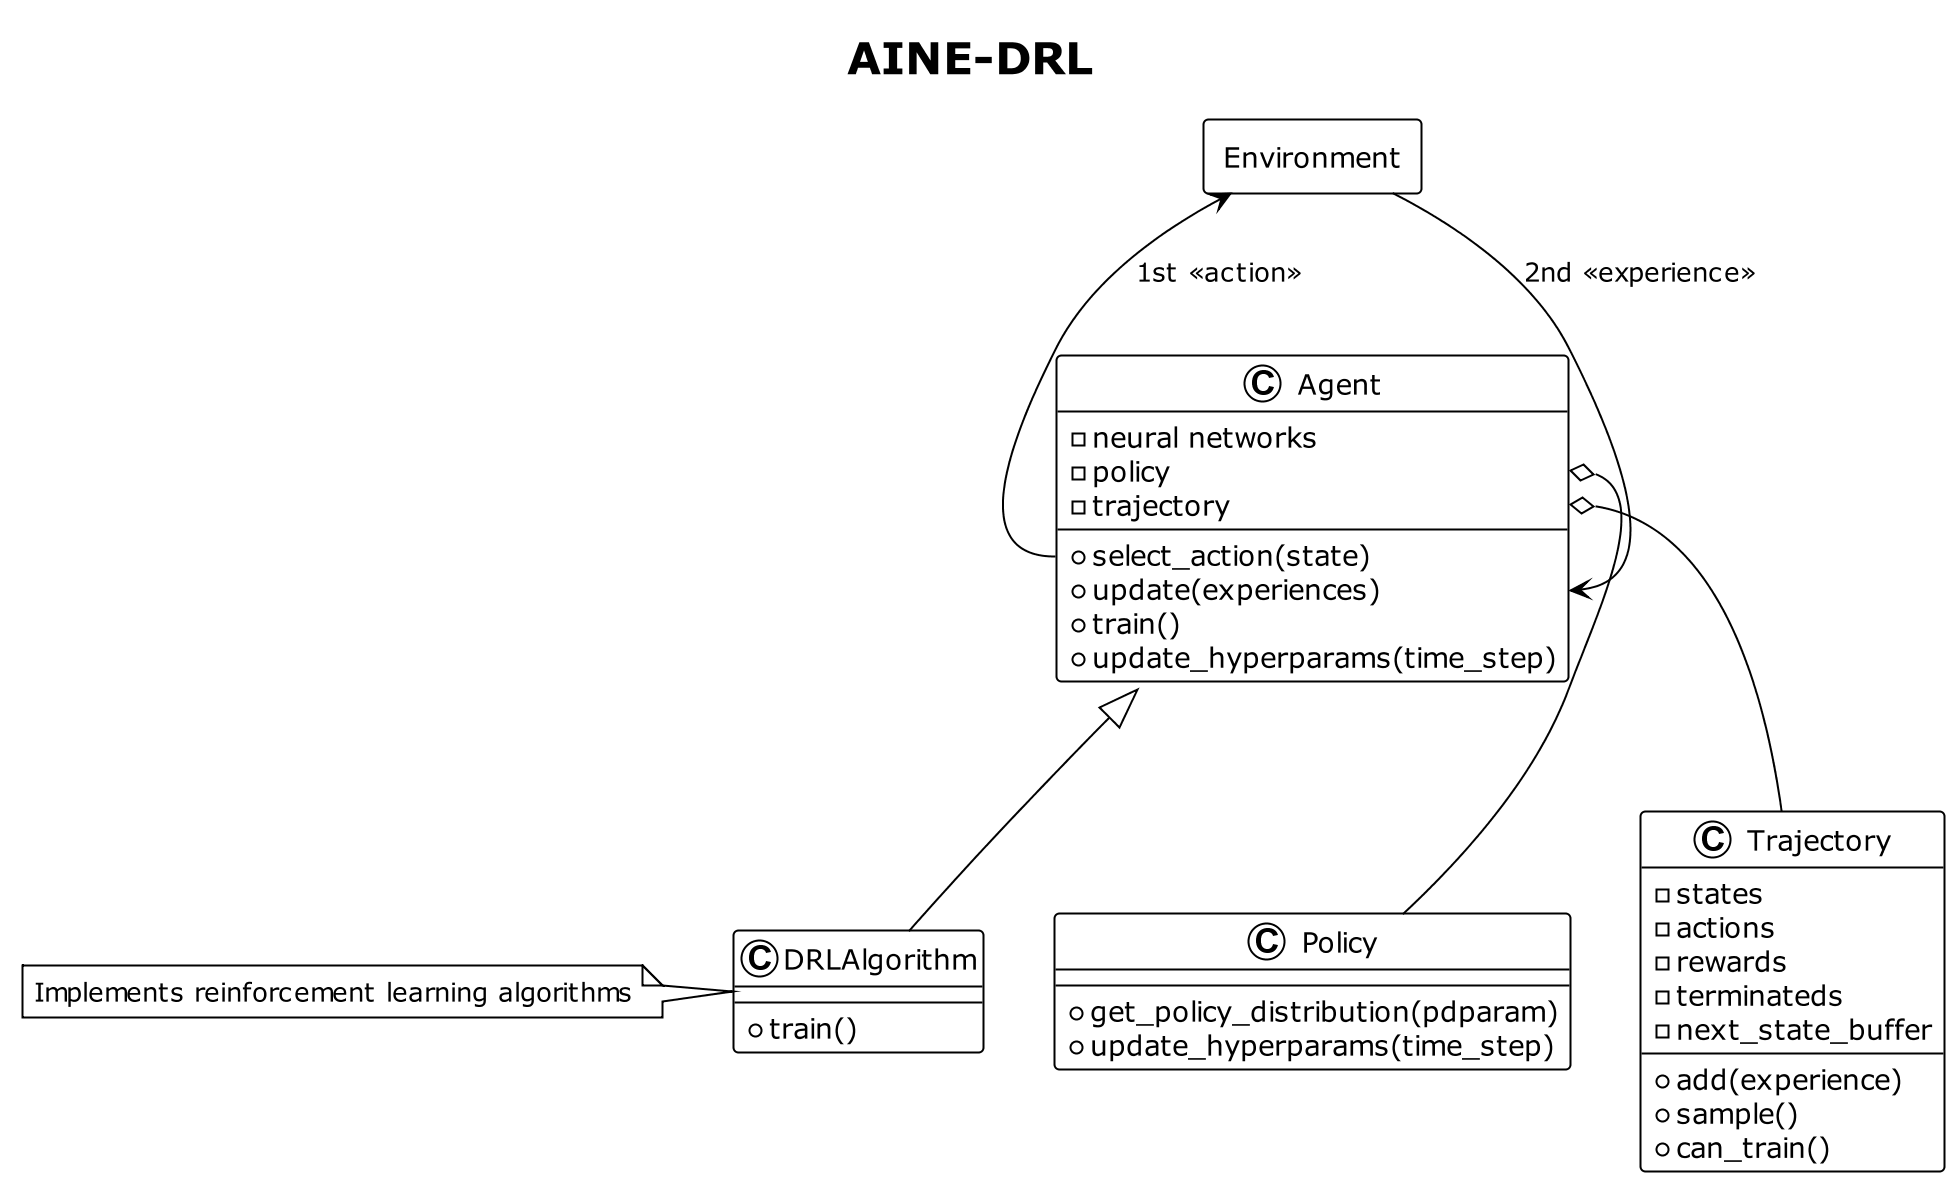 AINE-DRL
Environment
1st «action»
2nd «experience»
C Agent
neural networks
policy
trajectory
select_action(state)
update(experiences)
train()
update_hyperparams(time_step)
C DRLAlgorithm
train()
Implements reinforcement learning algorithms
C Policy
get_policy_distribution(pdparam)
update_hyperparams(time_step)
C Trajectory
states
actions
rewards
terminateds
next_state_buffer
add(experience)
sample()
can_train()